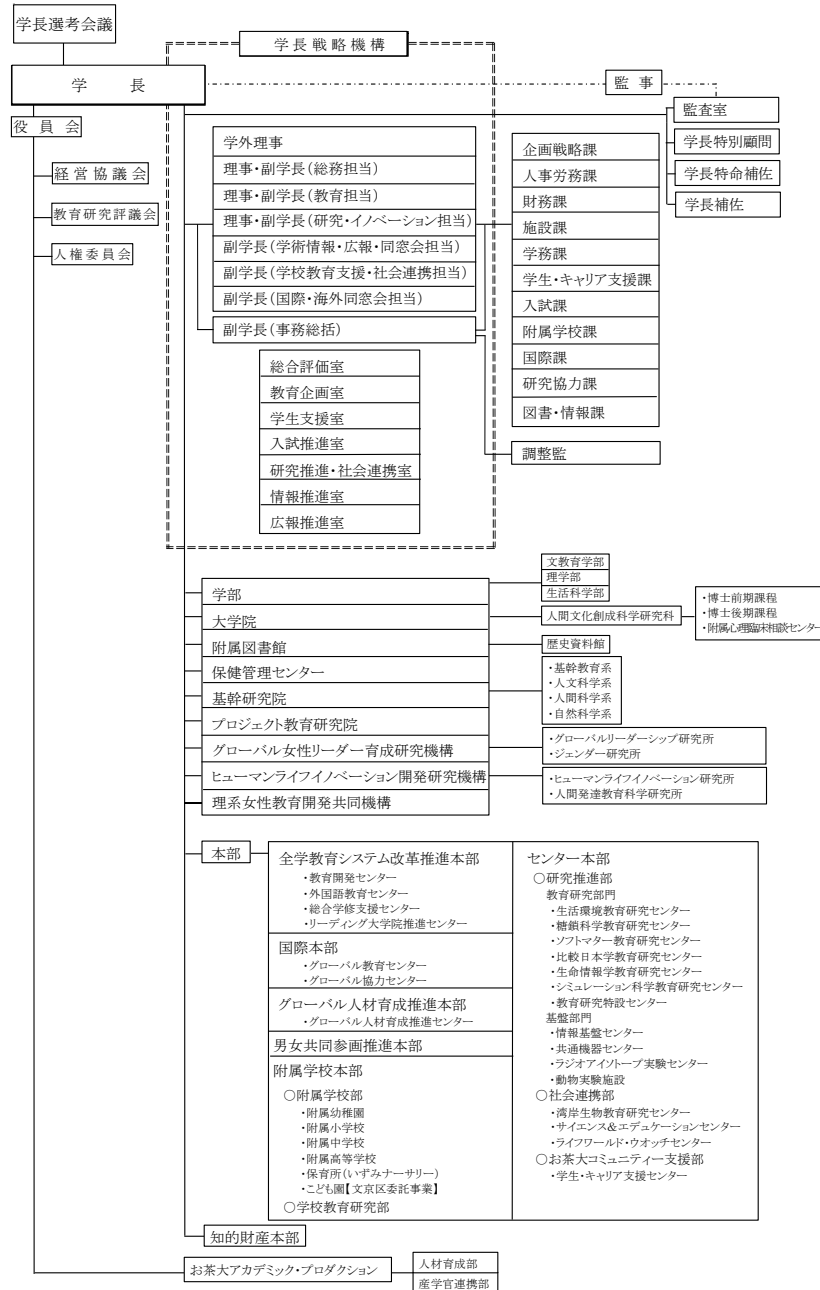 学長選考会議
学長戦略機構
学 長
監 事
役 員 会
経 営 協 議 会
教育研究評議会
人 権 委 員 会
監査室
学長特別顧問
学長特命補佐
学長補佐
学外理事
理事・副学長(総務担当)
理事・副学長(教育担当)
理事・副学長(研究・イノベーション担当)
副学長(学術情報・広報・同窓会担当)
副学長(学校教育支援・社会連携担当)
副学長(国際・海外同窓会担当)
副学長(事務総括)
企画戦略課
人事労務課
財務課
施設課
学務課
学生・キャリア支援課
入試課
附属学校課
国際課
研究協力課
図書・情報課
調整監
総合評価室
教育企画室
学生支援室
入試推進室
研究推進・社会連携室
情報推進室
広報推進室
学部
文教育学部
理学部
生活科学部
大学院
人間文化創成科学研究科
・博士前期課程
・博士後期課程
・附属心理臨床相談センター
附属図書館
歴史資料館
保健管理センター
基幹研究院
・基幹教育系
・人文科学系
・人間科学系
・自然科学系
プロジェクト教育研究院
グローバル女性リーダー育成研究機構
・グローバルリーダーシップ研究所
・ジェンダー研究所
ヒューマンライフイノベーション開発研究機構
・ヒューマンライフイノベーション研究所
・人間発達教育科学研究所
理系女性教育開発共同機構
本部
全学教育システム改革推進本部
・教育開発センター
・外国語教育センター
・総合学修支援センター
・リーディング大学院推進センター
国際本部
・グローバル教育センター
・グローバル協力センター
グローバル人材育成推進本部
・グローバル人材育成推進センター
男女共同参画推進本部
附属学校本部
○附属学校部
・附属幼稚園
・附属小学校
・附属中学校
・附属高等学校
・保育所(いずみナーサリー)
・こども園【文京区委託事業】
○学校教育研究部
センター本部
○研究推進部
教育研究部門
・生活環境教育研究センター
・糖鎖科学教育研究センター
・ソフトマター教育研究センター
・比較日本学教育研究センター
・生命情報学教育研究センター
・シミュレーション科学教育研究センター
・教育研究特設センター
基盤部門
・情報基盤センター
・共通機器センター
・ラジオアイソトープ実験センター
・動物実験施設
○社会連携部
・湾岸生物教育研究センター
・サイエンス&エデュケーションセンター
・ライフワールド・ウオッチセンター
○お茶大コミュニティー支援部
・学生・キャリア支援センター
知的財産本部
お茶大アカデミック・プロダクション
人材育成部
産学官連携部